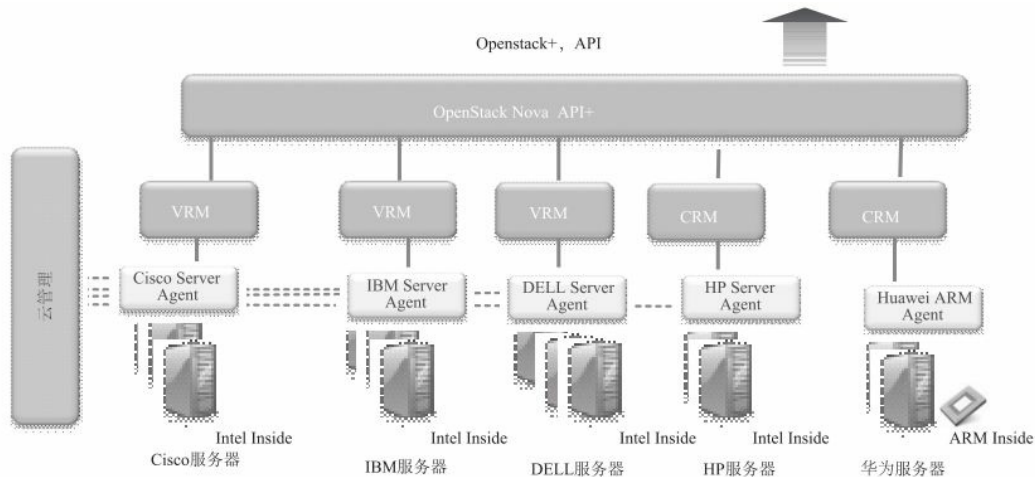 Openstack+，API
OpenStack Nova API+
VRM
VRM
VRM
CRM
CRM
云管理
Cisco Server
Agent
IBM Server
Agent
DELL Server
Agent
HP Server
Agent
Huawei ARM
Agent
Intel Inside
Intel Inside
Intel Inside
Intel Inside
ARM Inside
Cisco服务器
IBM服务器
DELL服务器
HP服务器
华为服务器